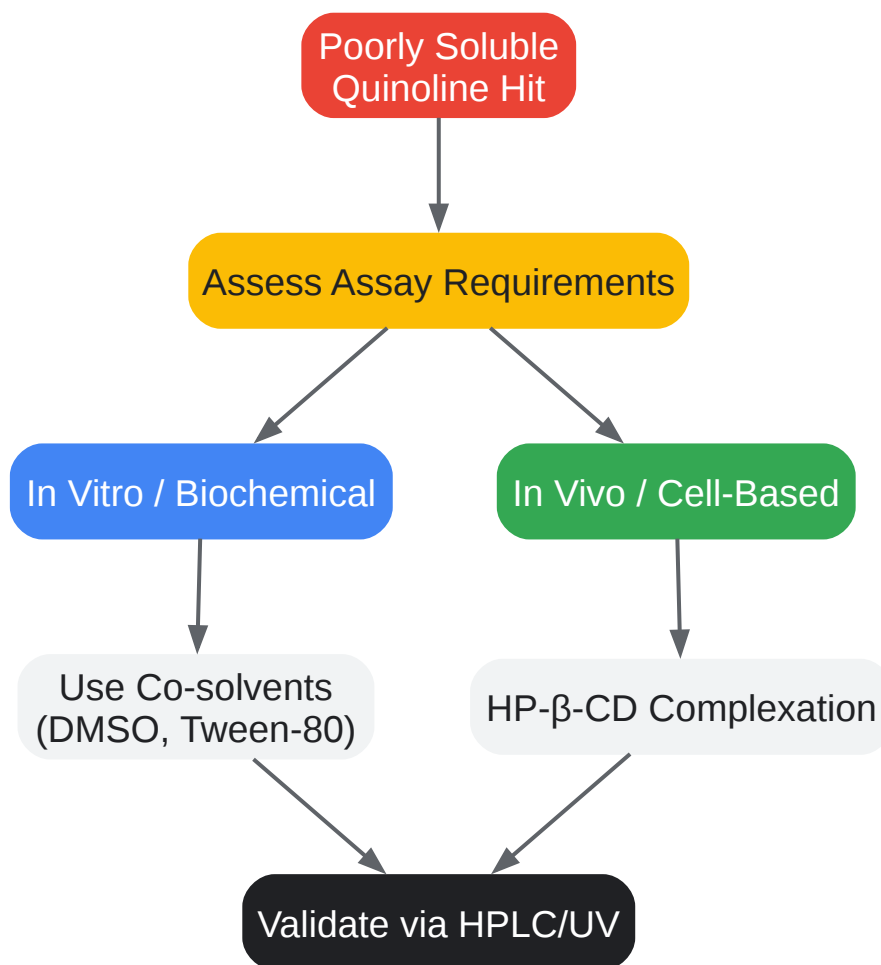 Poorly Soluble
Quinoline Hit
Assess Assay Requirements
In Vitro / Biochemical
In Vivo / Cell-Based
Use Co-solvents
(DMSO, Tween-80)
HP-β-CD Complexation
Validate via HPLC/UV